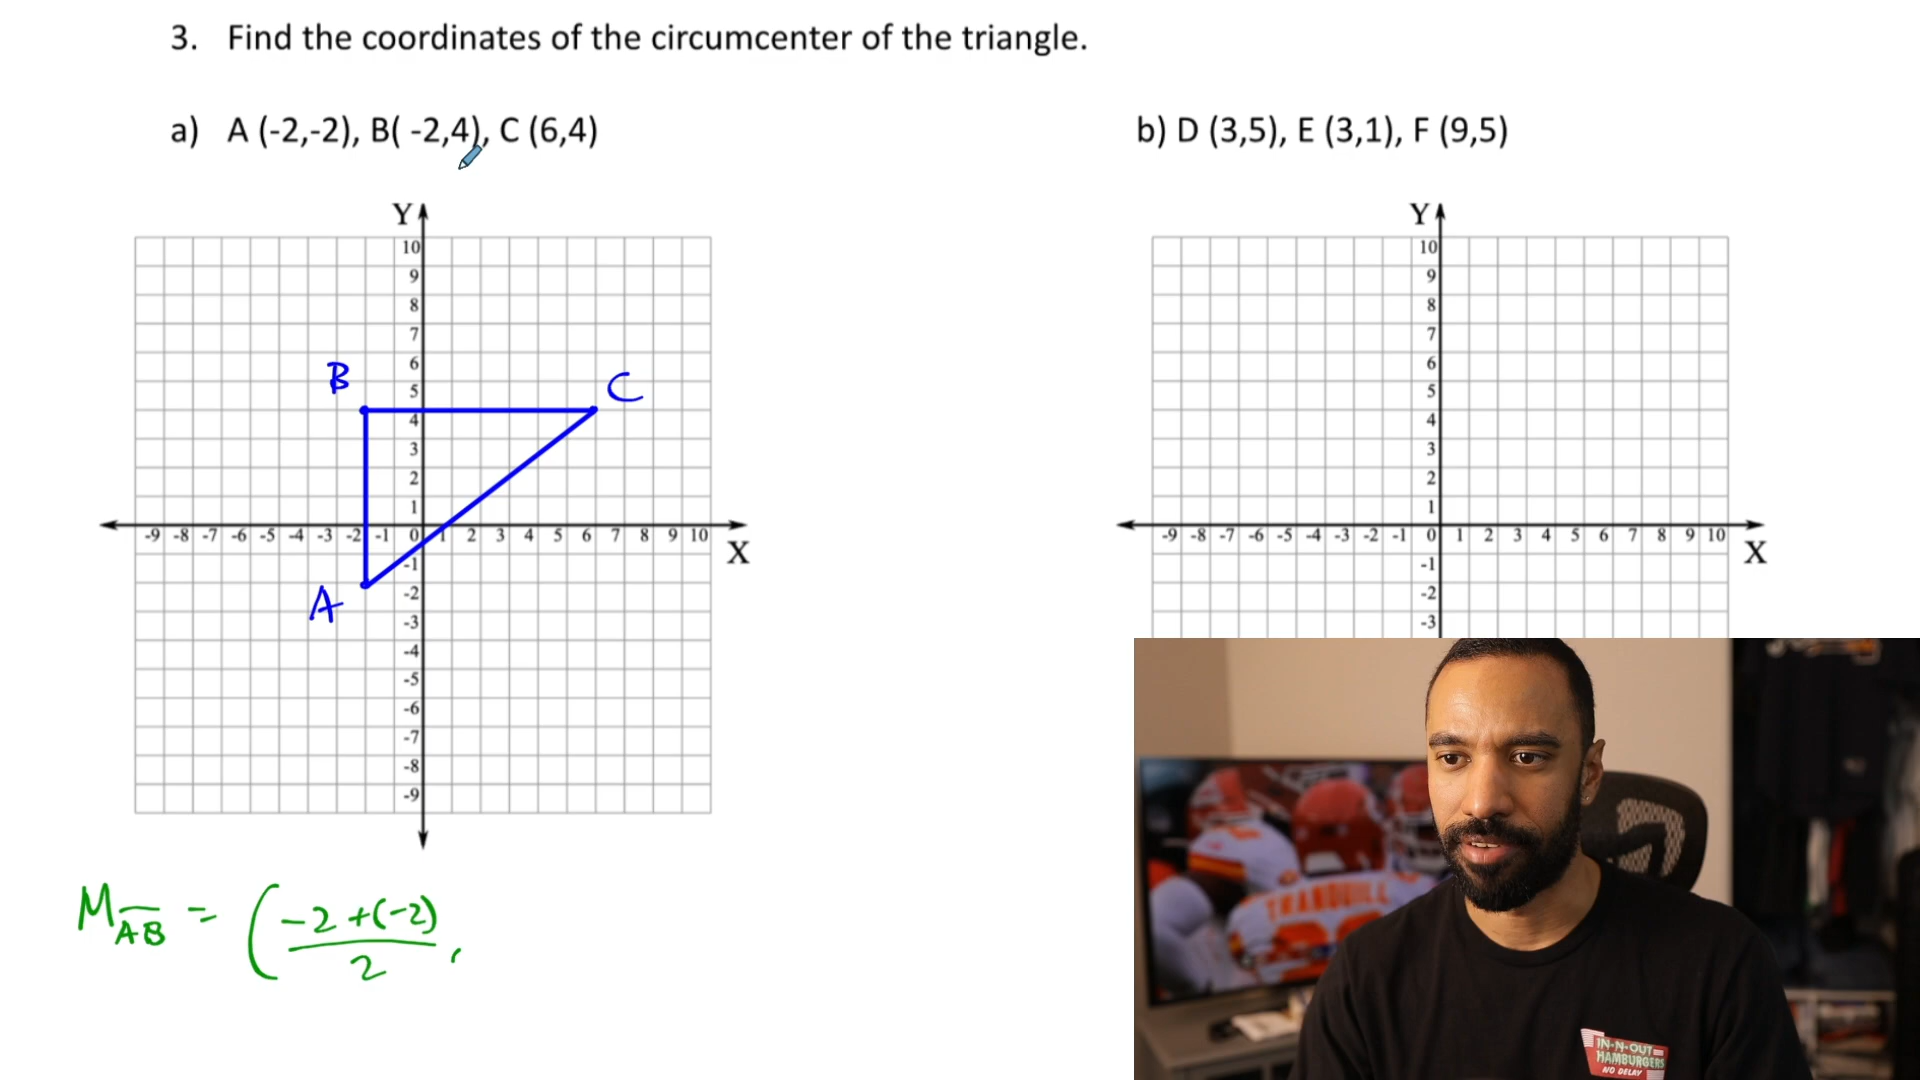 3. Find the coordinates of the circumcenter of the triangle.
a) A (-2,-2), B( -2,4), C (6,4)
b) D (3,5), E (3,1), F (9,5)
Y
10
9
8
7
6
5
4
3
2
1
-9 -8 -7 -6 -5 -4 -3 -2 -1 0 1 2 3 4 5 6 7 8 9 10
X
-1
-2
-3
-4
-5
-6
-7
-8
-9
B
C
A
Y
10
9
8
7
6
5
4
3
2
1
-9 -8 -7 -6 -5 -4 -3 -2 -1 0 1 2 3 4 5 6 7 8 9 10
X
-1
-2
-3
M AB = ( -2 + (-2) / 2 ,
TRANQUILL
IN-N-OUT
HAMBURGERS
NO DELAY